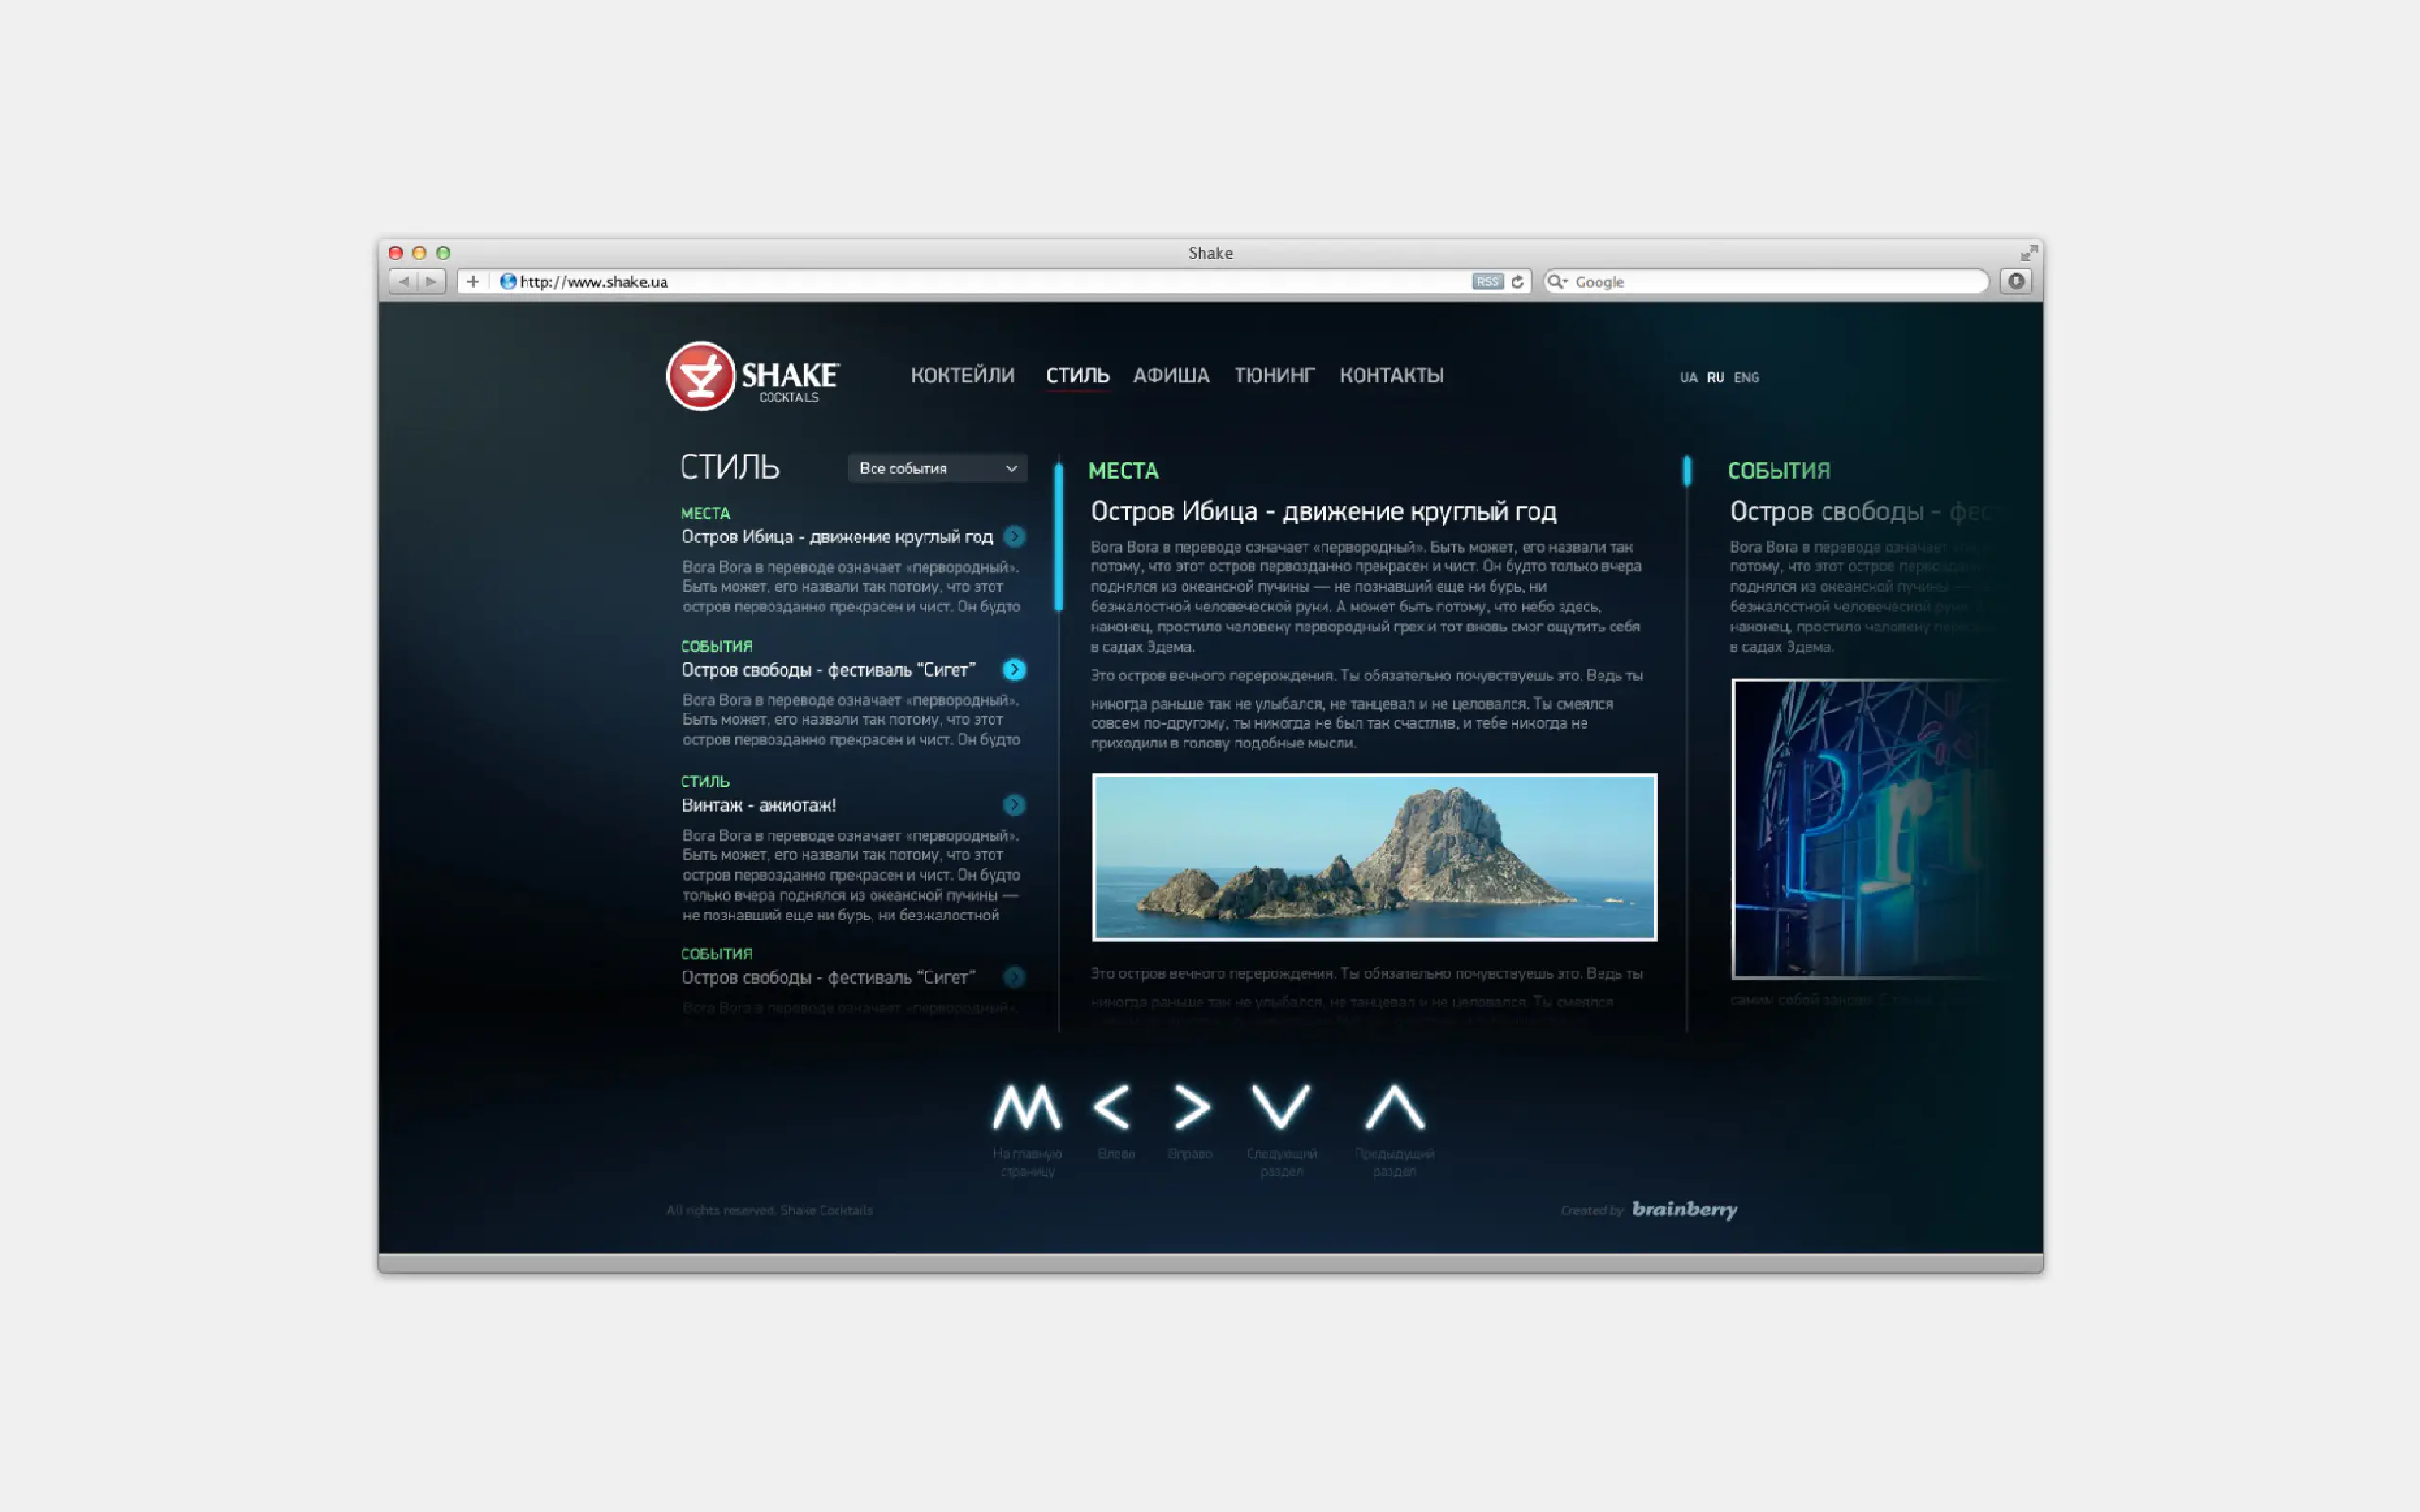 Shake
http://www.shake.ua
RSS
Google
SHAKE
COCKTAILS
КОКТЕЙЛИ СТИЛЬ АФИША ТЮНИНГ КОНТАКТЫ
UA RU ENG
СТИЛЬ
Все события
МЕСТА
Остров Ибица - движение круглый год
Bora Bora в переводе означает «первородный».
Быть может, его назвали так потому, что этот
остров первозданно прекрасен и чист. Он будто
СОБЫТИЯ
Остров свободы - фестиваль “Сигет”
Bora Bora в переводе означает «первородный».
Быть может, его назвали так потому, что этот
остров первозданно прекрасен и чист. Он будто
СТИЛЬ
Винтаж - ажиотаж!
Bora Bora в переводе означает «первородный».
Быть может, его назвали так потому, что этот
остров первозданно прекрасен и чист. Он будто
только вчера поднялся из океанской пучины —
не познавший еще ни бурь, ни безжалостной
СОБЫТИЯ
Остров свободы - фестиваль “Сигет”
Bora Bora в переводе означает «первородный».
МЕСТА
Остров Ибица - движение круглый год
Bora Bora в переводе означает «первородный». Быть может, его назвали так
потому, что этот остров первозданно прекрасен и чист. Он будто только вчера
поднялся из океанской пучины — не познавший еще ни бурь, ни
безжалостной человеческой руки. А может быть потому, что небо здесь,
наконец, простило человеку первородный грех и тот вновь смог ощутить себя
в садах Эдема.
Это остров вечного перерождения. Ты обязательно почувствуешь это. Ведь ты
никогда раньше так не улыбался, не танцевал и не целовался. Ты смеялся
совсем по-другому, ты никогда не был так счастлив, и тебе никогда не
приходили в голову подобные мысли.
Это остров вечного перерождения. Ты обязательно почувствуешь это. Ведь ты
никогда раньше так не улыбался, не танцевал и не целовался. Ты смеялся
СОБЫТИЯ
Остров свободы - фес
Bora Bora в переводе означает
потому, что этот остров
поднялся из океанской пучины —
безжалостной человеческой руки.
наконец, простило человеку
в садах Эдема.
самим собой
На главную
страницу
Влево
Вправо
Следующий
раздел
Предыдущий
раздел
All rights reserved. Shake Cocktails
Created by brainberry